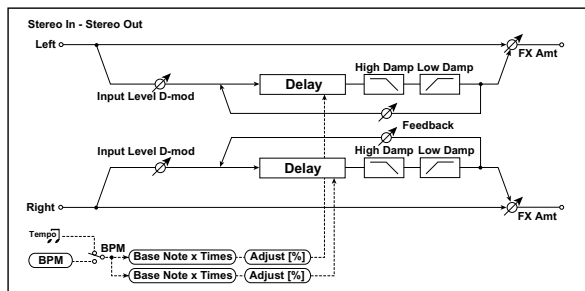 Stereo In - Stereo Out
Left
FX Amt
High Damp Low Damp
Delay
Input Level D-mod
Feedback
Input Level D-mod
High Damp Low Damp
Delay
Right
FX Amt
Tempo
BPM
BPM
Base Note x Times Adjust [%]
Base Note x Times Adjust [%]